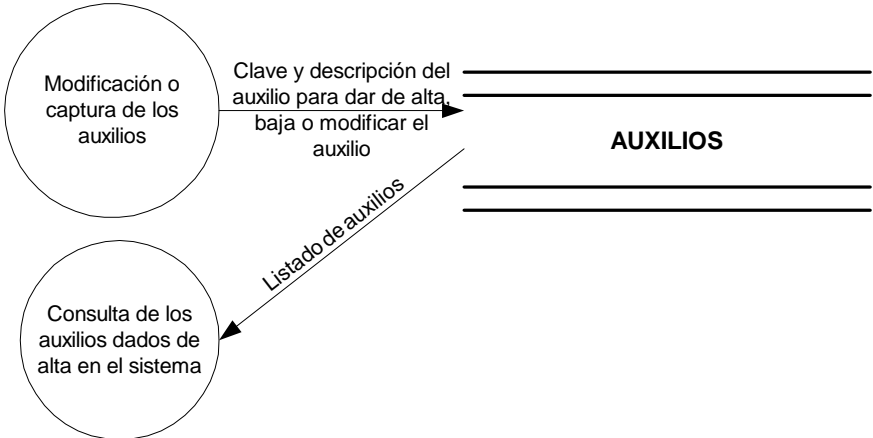 Modificación o
captura de los
auxilios
Clave y descripción del
auxilio para dar de alta,
baja o modificar el
auxilio
AUXILIOS
Listado de auxilios
Consulta de los
auxilios dados de
alta en el sistema